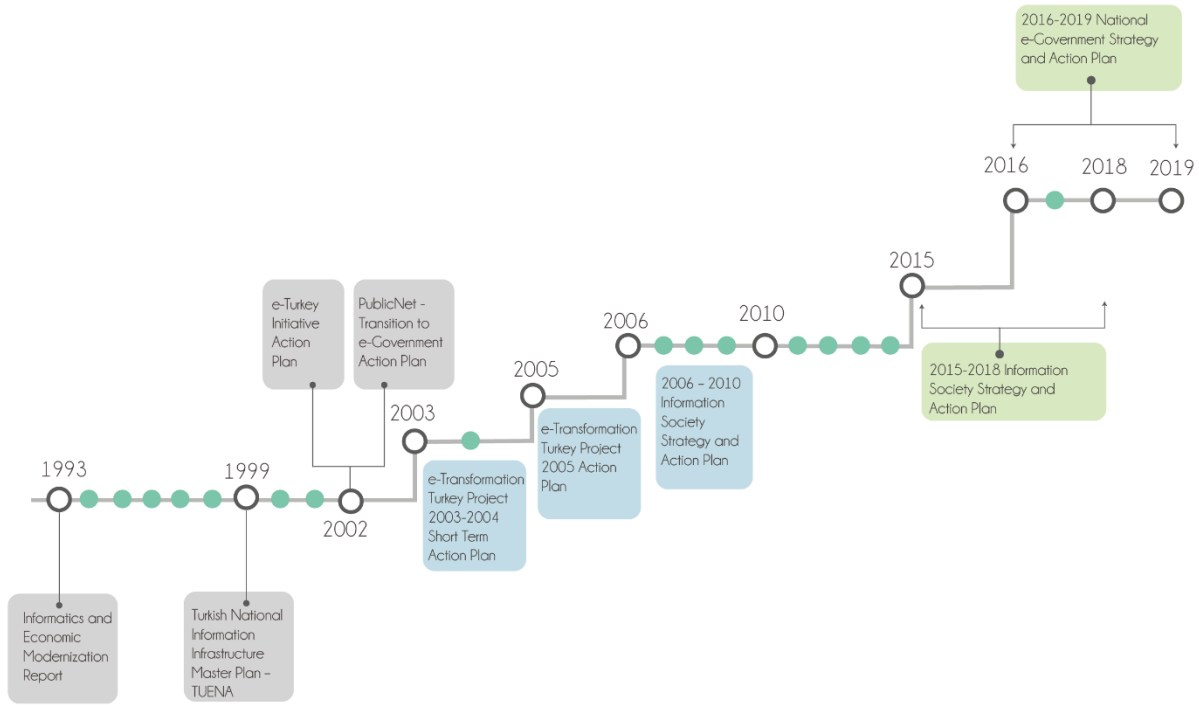 2016-2019 National
e-Government Strategy
and Action Plan
2016
2018
2019
2015
2015-2018 Information
Society Strategy and
Action Plan
2006
2010
2006 – 2010
Information
Society
Strategy and
Action Plan
2005
e-Transformation
Turkey Project
2005 Action
Plan
e-Turkey
Initiative
Action
Plan
PublicNet -
Transition to
e-Government
Action Plan
2003
e-Transformation
Turkey Project
2003-2004
Short Term
Action Plan
1993
1999
2002
Informatics and
Economic
Modernization
Report
Turkish National
Information
Infrastructure
Master Plan –
TUENA